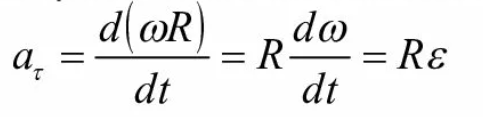 a_τ = d(ωR)/dt = R dω/dt = Rε